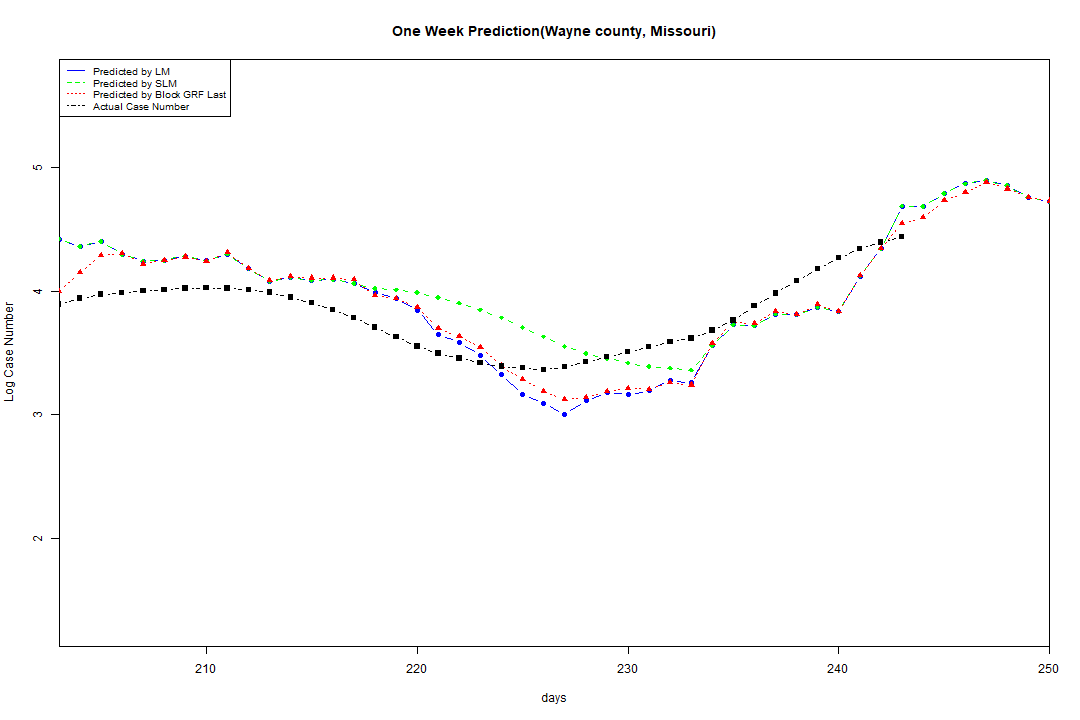 One Week Prediction(Wayne county, Missouri)
Predicted by LM
Predicted by SLM
Predicted by Block GRF Last
Actual Case Number
5
4
3
2
Log Case Number
210
220
230
240
250
days